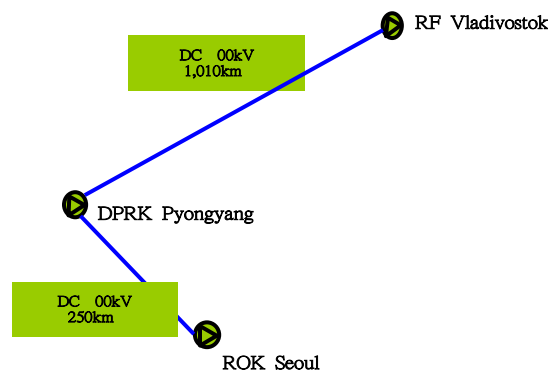 RF Vladivostok
DC 00kV
1,010km
DPRK Pyongyang
DC 00kV
250km
ROK Seoul